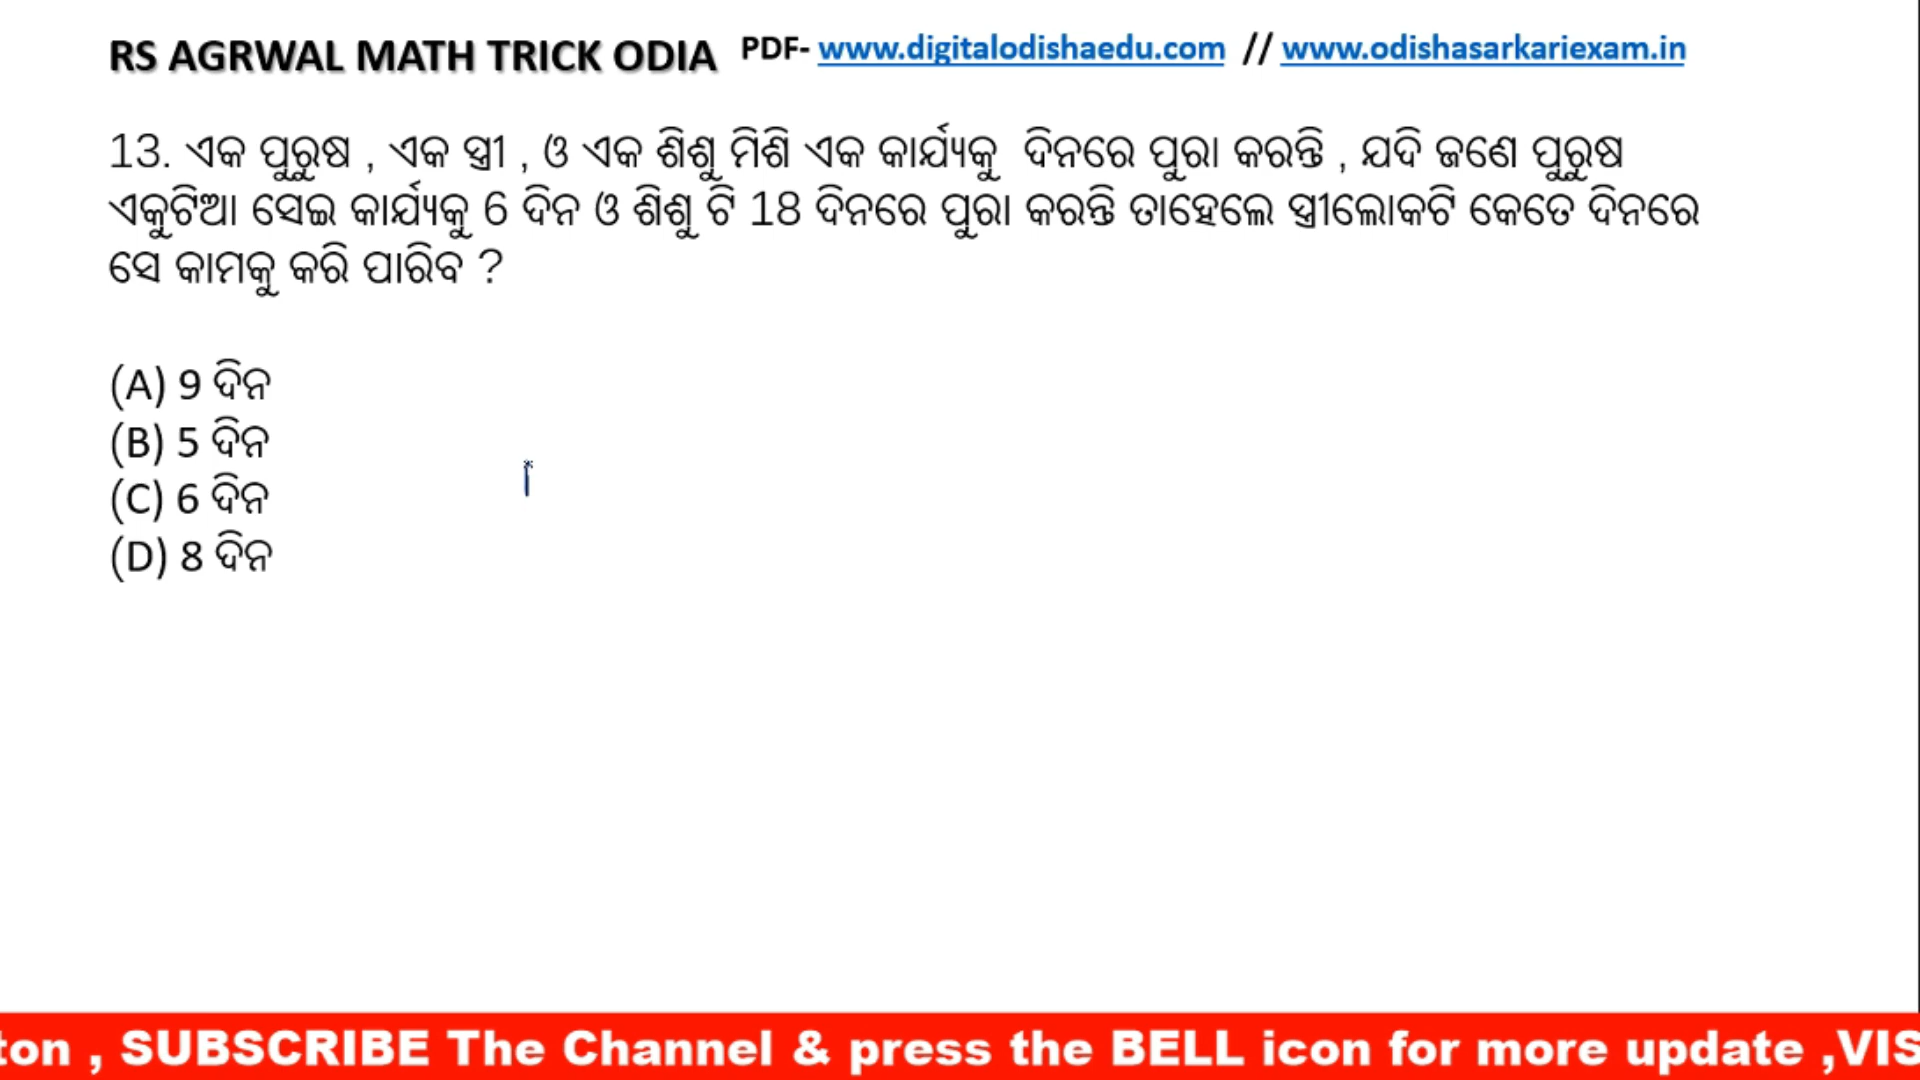 RS AGRWAL MATH TRICK ODIA PDF- www.digitalodishaedu.com // www.odishasarkariexam.in
13. ଏକ ପୁରୁଷ , ଏକ ସ୍ତ୍ରୀ , ଓ ଏକ ଶିଶୁ ମିଶି ଏକ କାର୍ଯ୍ୟକୁ ଦିନରେ ପୁରା କରନ୍ତି , ଯଦି ଜଣେ ପୁରୁଷ
ଏକୁଟିଆ ସେଇ କାର୍ଯ୍ୟକୁ 6 ଦିନ ଓ ଶିଶୁ ଟି 18 ଦିନରେ ପୁରା କରନ୍ତି ତାହେଲେ ସ୍ତ୍ରୀଲୋକଟି କେତେ ଦିନରେ
ସେ କାମକୁ କରି ପାରିବ ?
(A) 9 ଦିନ
(B) 5 ଦିନ
(C) 6 ଦିନ
(D) 8 ଦିନ
ton , SUBSCRIBE The Channel & press the BELL icon for more update ,VIS